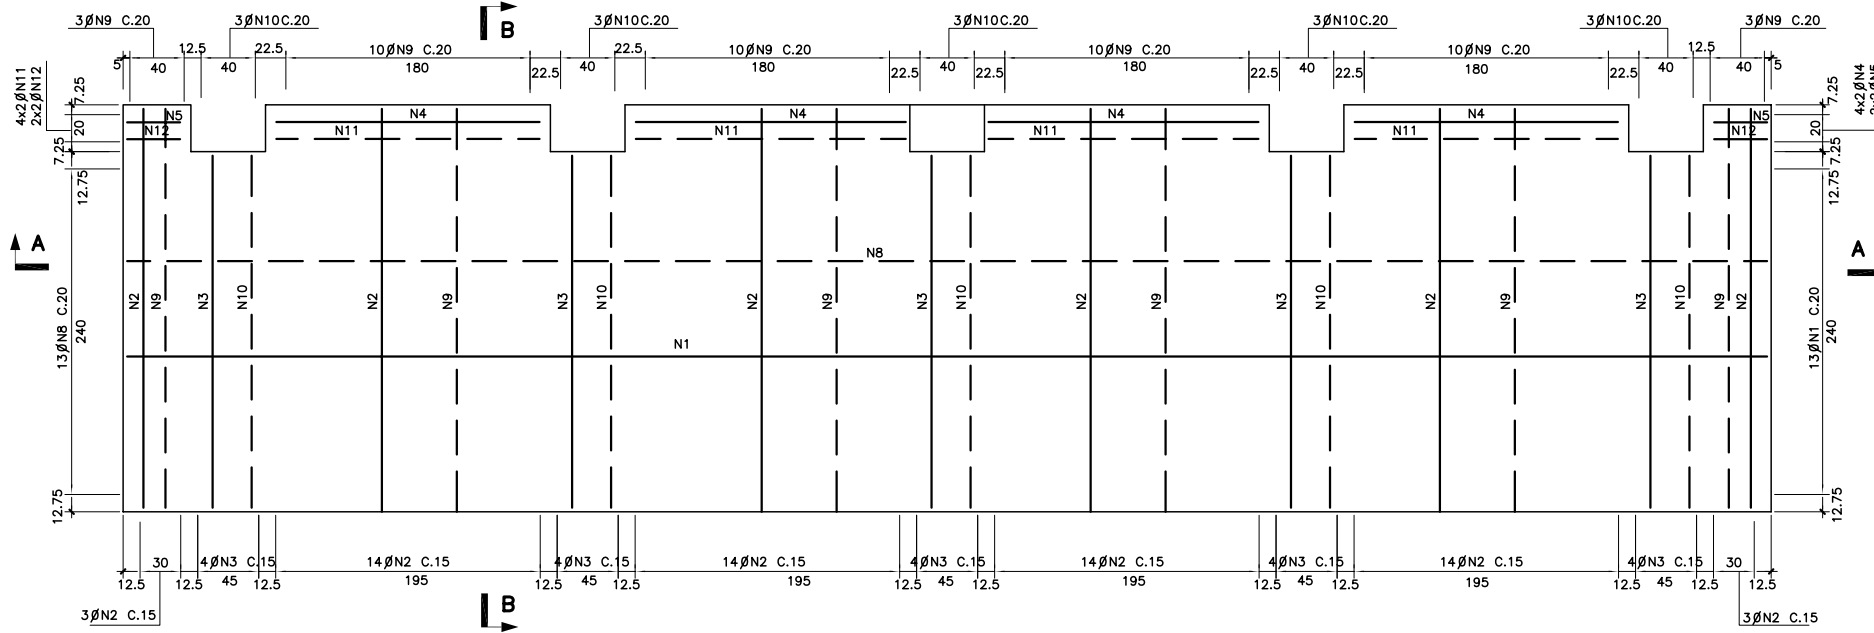 3ØN9 C.20 3ØN10C.20 B 3ØN10C.20 3ØN10C.20 3ØN10C.20 3ØN10C.20 3ØN9 C.20
12.5 22.5 10ØN9 C.20 22.5 10ØN9 C.20 10ØN9 C.20 10ØN9 C.20 12.5
5 40 40 180 22.5 40 180 22.5 40 22.5 180 22.5 40 22.5 180 22.5 40 40 5
4x2ØN11
2x2ØN12
4x2ØN4
7.25 20 7.25 12.75
7.25 20 7.25 12.75
N5 N4 N4 N4 N4 N5
N12 N11 N11 N11 N11 N12
A N8 A
N2 N9 N3 N10 N2 N9 N3 N10 N2 N9 N3 N10 N2 N9 N3 N10 N2 N9 N3 N10 N9 N2
13ØN8 C.20
240
13ØN1 C.20
240
N1
12.75 12.75
30 4ØN3 C.15 14ØN2 C.15 4ØN3 C.15 14ØN2 C.15 4ØN3 C.15 14ØN2 C.15 4ØN3 C.15 14ØN2 C.15 4ØN3 C.15 30
12.5 12.5 45 12.5 195 12.5 45 12.5 195 12.5 45 12.5 195 12.5 45 12.5 195 12.5 45 12.5 12.5
3ØN2 C.15 B 3ØN2 C.15